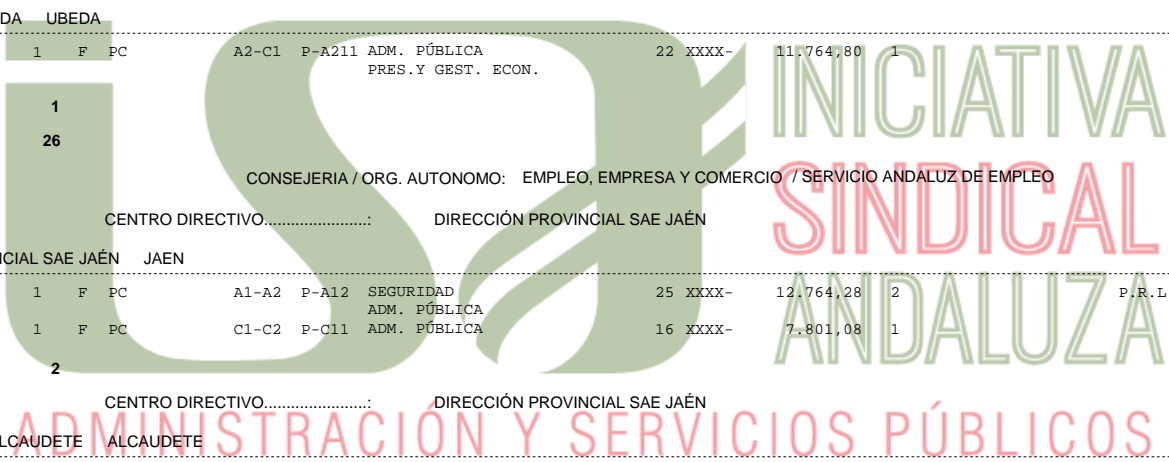 DA UBEDA
1 F PC A2-C1 P-A211 ADM. PÚBLICA 22 XXXX- 11.764,80 1
PRES.Y GEST. ECON.
1
26
CONSEJERIA / ORG. AUTONOMO: EMPLEO, EMPRESA Y COMERCIO / SERVICIO ANDALUZ DE EMPLEO
CENTRO DIRECTIVO.......................: DIRECCIÓN PROVINCIAL SAE JAÉN
NCIAL SAE JAÉN JAEN
1 F PC A1-A2 P-A12 SEGURIDAD 25 XXXX- 12.764,28 2 P.R.L
ADM. PÚBLICA
1 F PC C1-C2 P-C11 ADM. PÚBLICA 16 XXXX- 7.801,08 1
2
CENTRO DIRECTIVO.......................: DIRECCIÓN PROVINCIAL SAE JAÉN
LCAUDETE ALCAUDETE
isa
INICIATIVA
SINDICAL
ANDALUZA
ADMINISTRACIÓN Y SERVICIOS PÚBLICOS